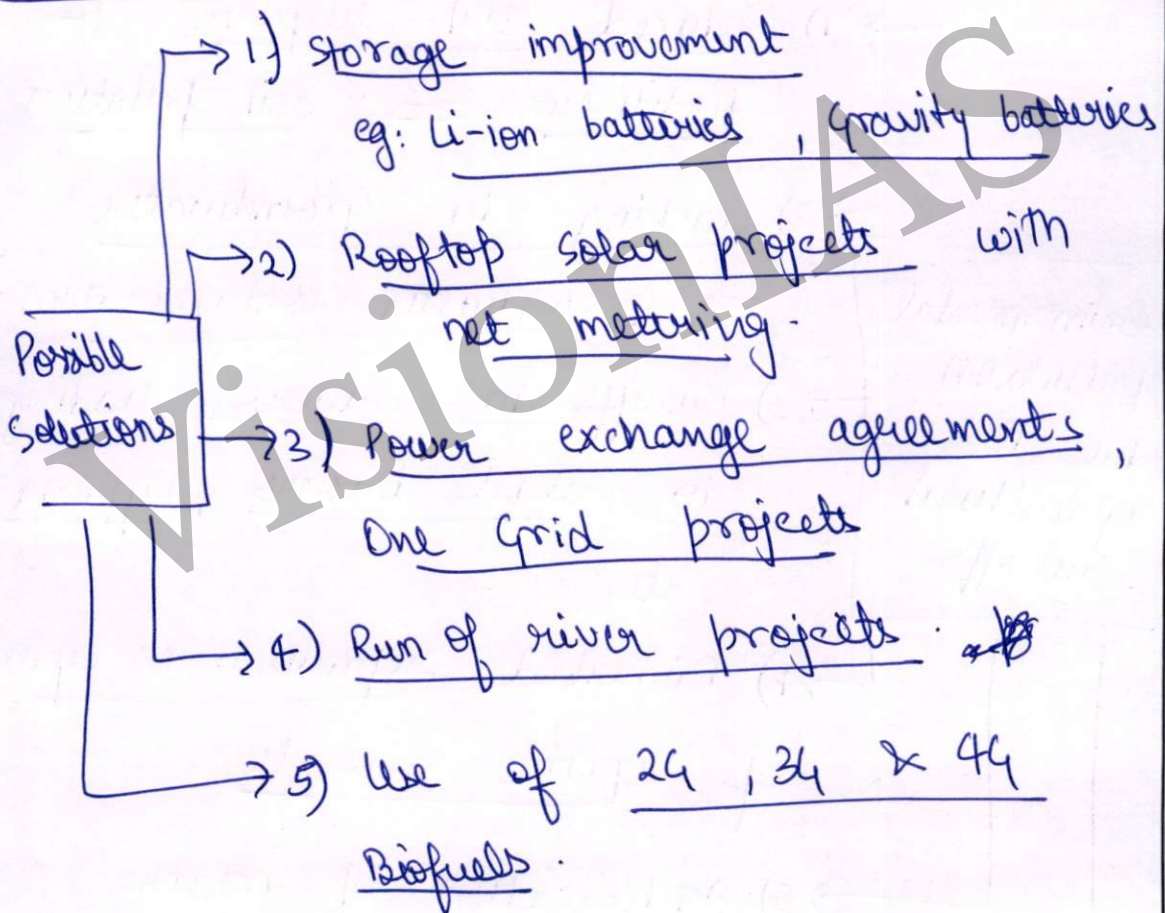 1) Storage improvement
eg: Li-ion batteries, Gravity batteries
2) Rooftop solar projects with
net metering.
Possible
solutions
3) Power exchange agreements,
One Grid projects
4) Run of river projects.
5) Use of 2G, 3G & 4G
Biofuels.
VisionIAS